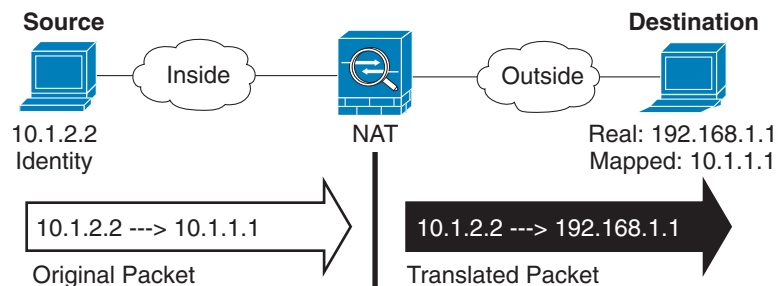 Source
Destination
Inside
Outside
10.1.2.2
Identity
NAT
Real: 192.168.1.1
Mapped: 10.1.1.1
10.1.2.2 ---> 10.1.1.1
10.1.2.2 ---> 192.168.1.1
Original Packet
Translated Packet